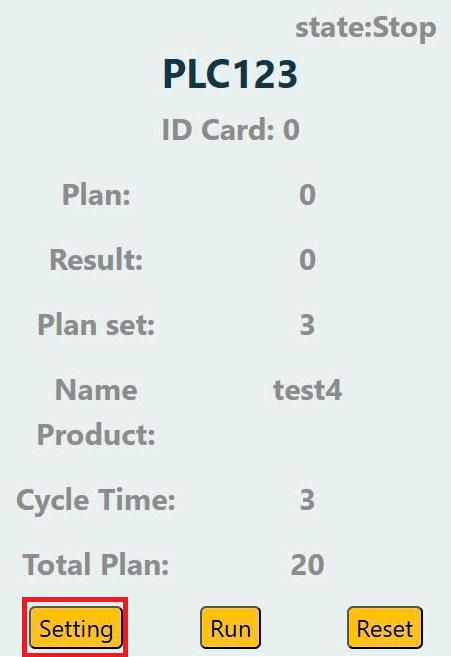 state:Stop
PLC123
ID Card: 0
Plan: 0
Result: 0
Plan set: 3
Name test4
Product:
Cycle Time: 3
Total Plan: 20
Setting Run Reset